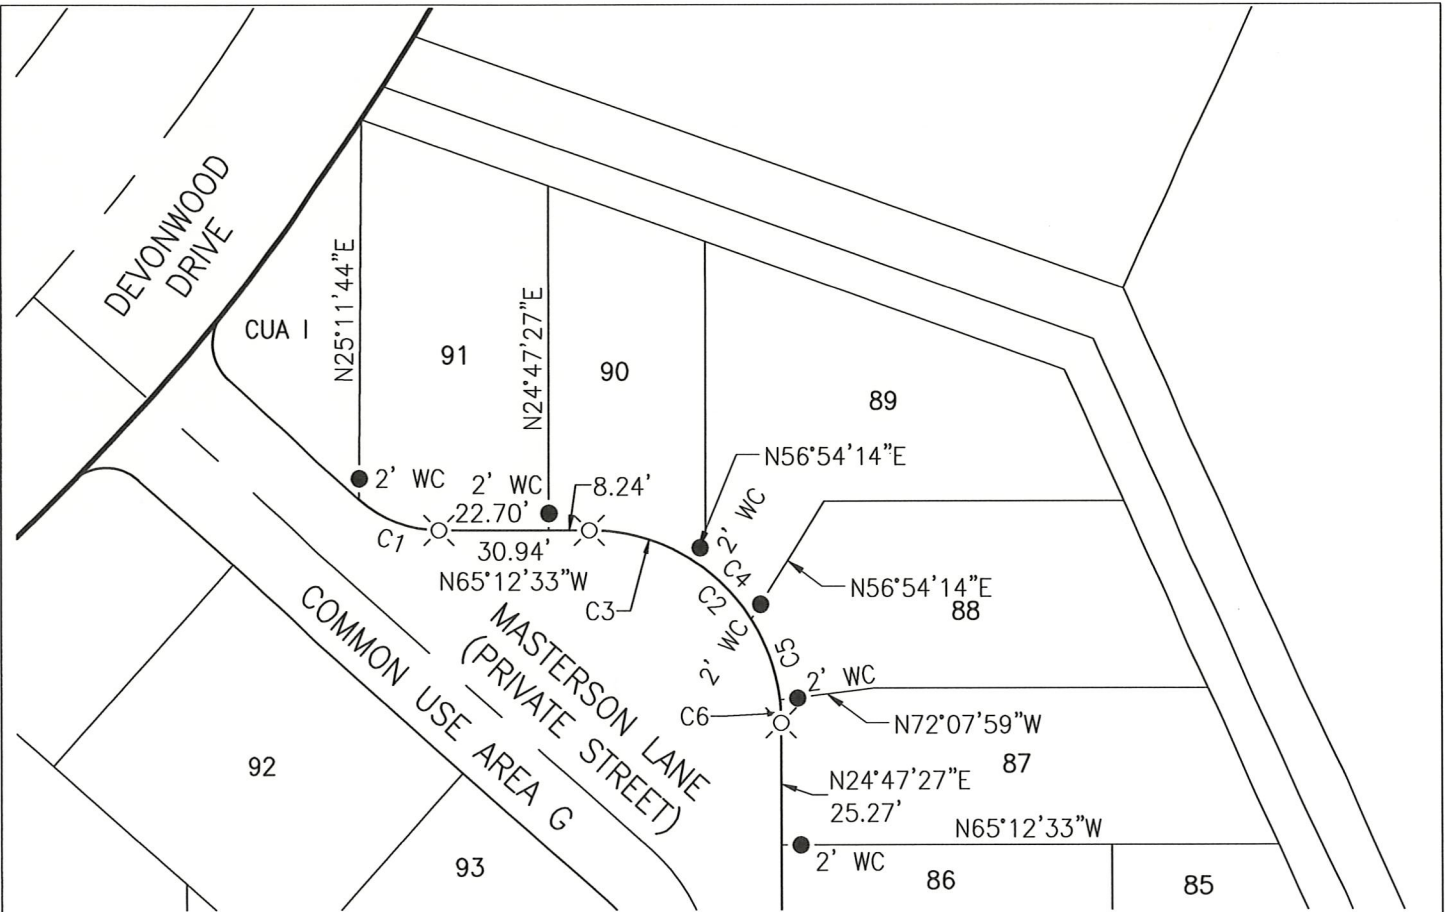 DEVONWOOD
DRIVE
CUA I
N25°11'44"E
91
N24°47'27"E
90
89
N56°54'14"E
2' WC
2' WC
22.70'
8.24'
2' WC
C1
30.94'
N65°12'33"W
C3
C4
C2
N56°54'14"E
88
2' WC
C5
2' WC
C6
N72°07'59"W
87
MASTERSON LANE
(PRIVATE STREET)
COMMON USE AREA G
92
N24°47'27"E
25.27'
N65°12'33"W
2' WC
93
86
85